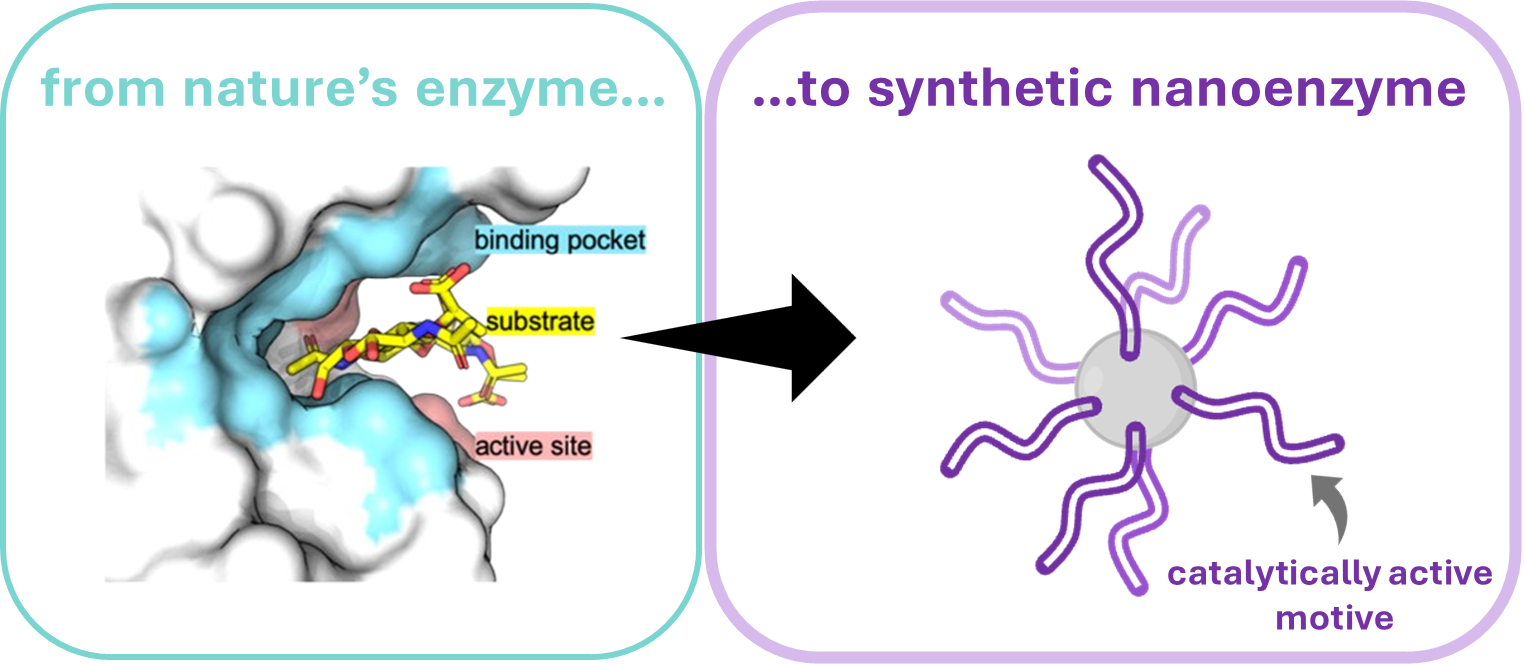 from nature’s enzyme...
...to synthetic nanoenzyme
binding pocket
substrate
active site
catalytically active
motive